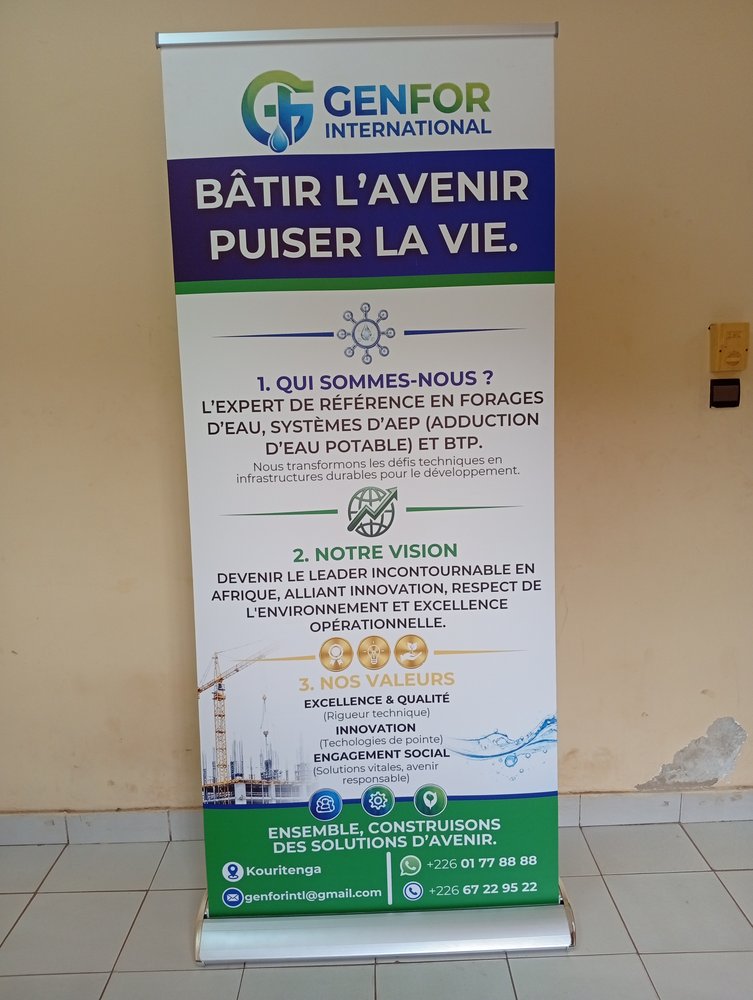 GENFOR
INTERNATIONAL
BÂTIR L'AVENIR
PUISER LA VIE.
1. QUI SOMMES-NOUS ?
L'EXPERT DE RÉFÉRENCE EN FORAGES
D'EAU, SYSTÈMES D'AEP (ADDUCTION
D'EAU POTABLE) ET BTP.
Nous transformons les défis techniques en
infrastructures durables pour le développement.
2. NOTRE VISION
DEVENIR LE LEADER INCONTOURNABLE EN
AFRIQUE, ALLIANT INNOVATION, RESPECT DE
L'ENVIRONNEMENT ET EXCELLENCE
OPÉRATIONNELLE.
3. NOS VALEURS
EXCELLENCE & QUALITÉ
(Rigueur technique)
INNOVATION
(Techologies de pointe)
ENGAGEMENT SOCIAL
(Solutions vitales, avenir
responsable)
ENSEMBLE, CONSTRUISONS
DES SOLUTIONS D'AVENIR.
Kouritenga
genforintl@gmail.com
+226 01 77 88 88
+226 67 22 95 22